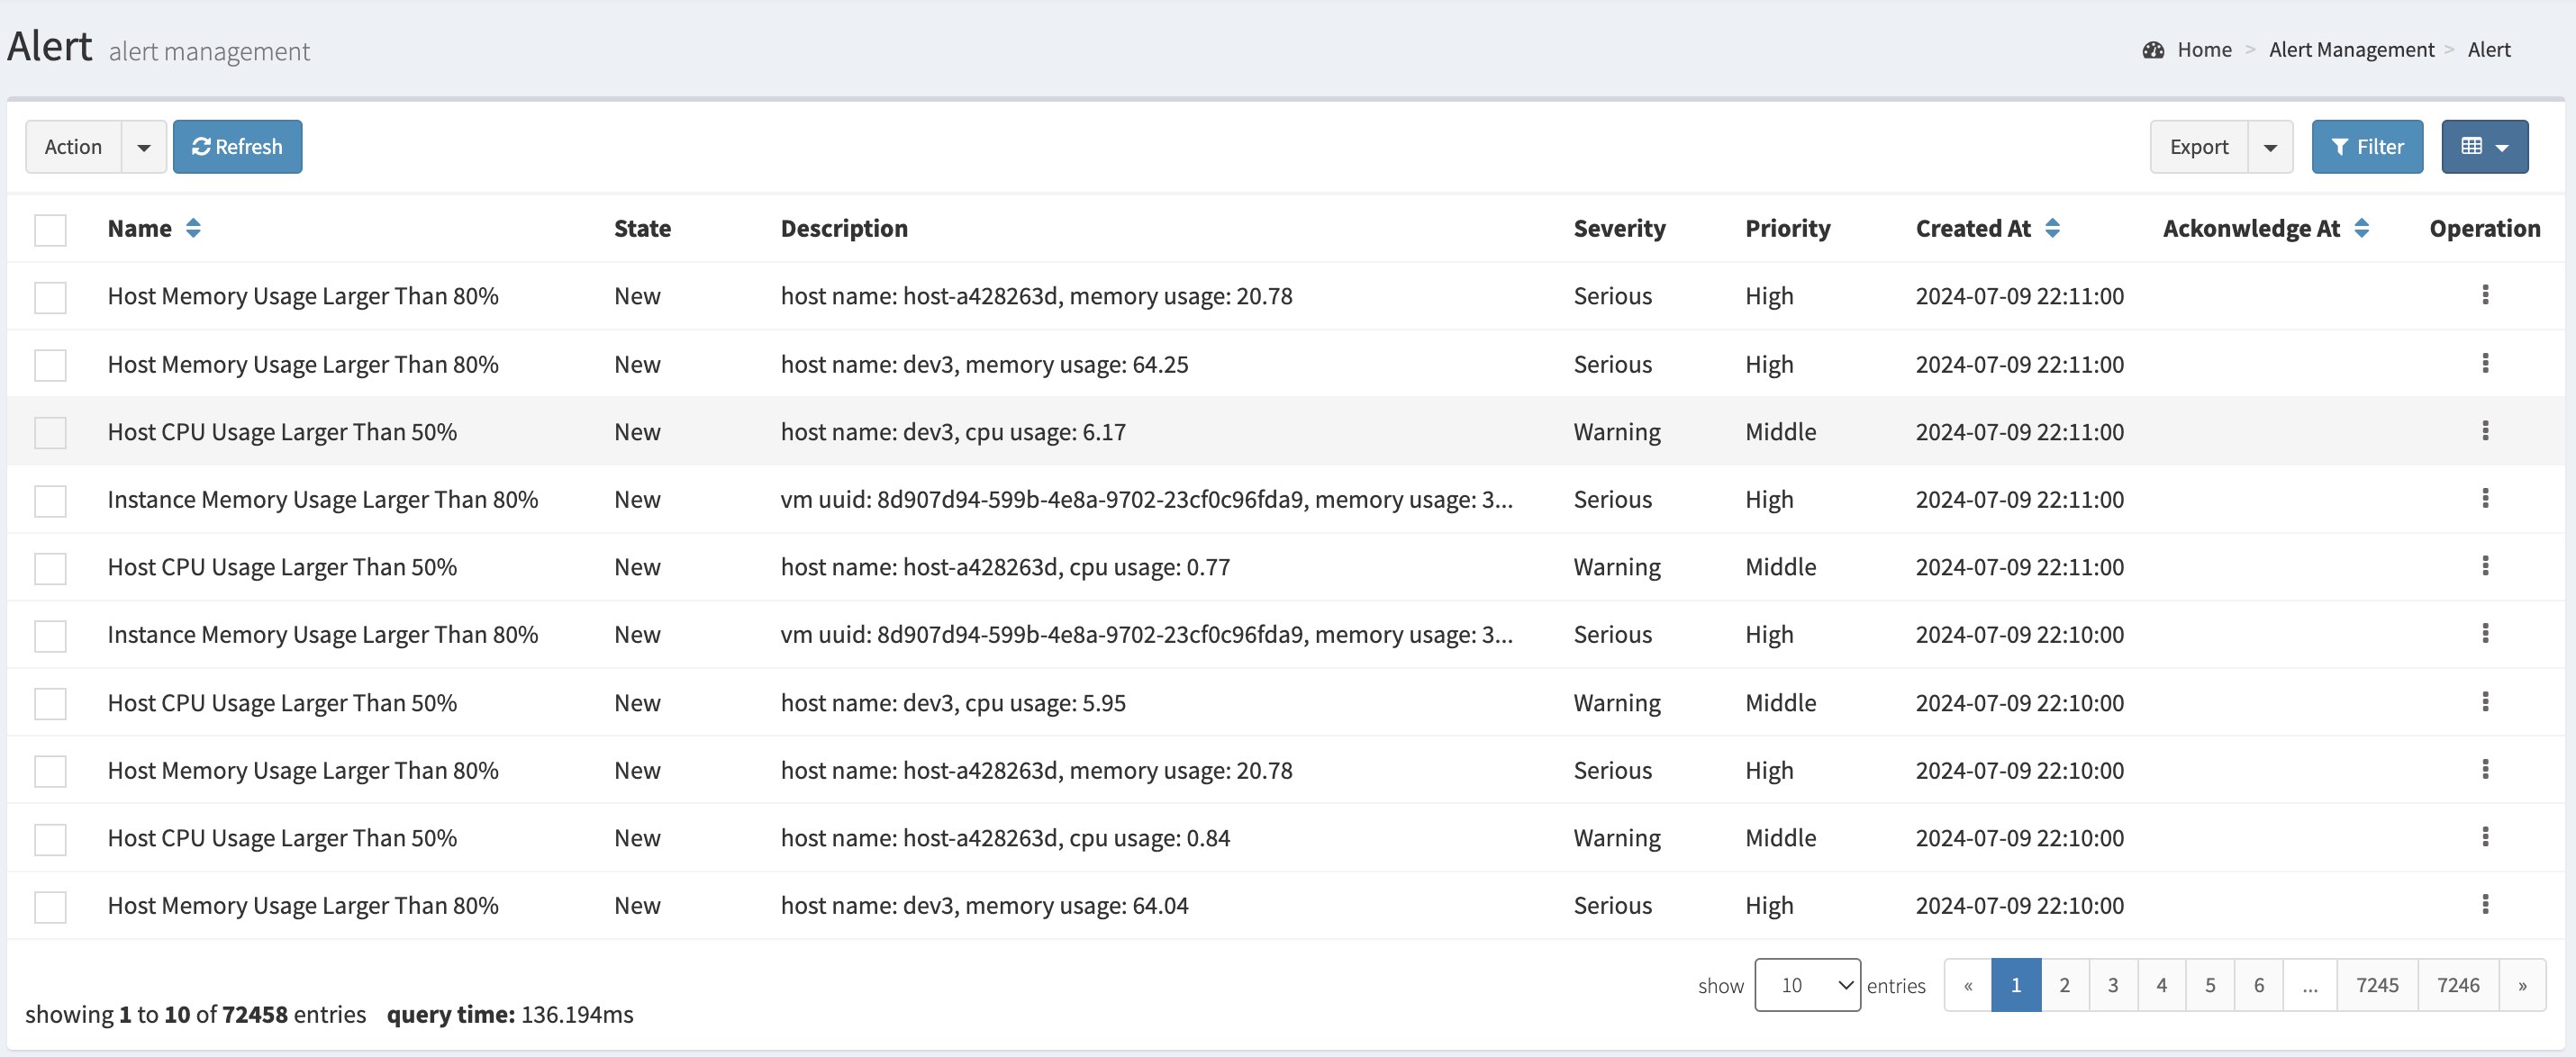 Alert alert management
Home > Alert Management > Alert
Action Refresh Export Filter
Name State Description Severity Priority Created At Ackonwledge At Operation
Host Memory Usage Larger Than 80% New host name: host-a428263d, memory usage: 20.78 Serious High 2024-07-09 22:11:00
Host Memory Usage Larger Than 80% New host name: dev3, memory usage: 64.25 Serious High 2024-07-09 22:11:00
Host CPU Usage Larger Than 50% New host name: dev3, cpu usage: 6.17 Warning Middle 2024-07-09 22:11:00
Instance Memory Usage Larger Than 80% New vm uuid: 8d907d94-599b-4e8a-9702-23cf0c96fda9, memory usage: 3... Serious High 2024-07-09 22:11:00
Host CPU Usage Larger Than 50% New host name: host-a428263d, cpu usage: 0.77 Warning Middle 2024-07-09 22:11:00
Instance Memory Usage Larger Than 80% New vm uuid: 8d907d94-599b-4e8a-9702-23cf0c96fda9, memory usage: 3... Serious High 2024-07-09 22:10:00
Host CPU Usage Larger Than 50% New host name: dev3, cpu usage: 5.95 Warning Middle 2024-07-09 22:10:00
Host Memory Usage Larger Than 80% New host name: host-a428263d, memory usage: 20.78 Serious High 2024-07-09 22:10:00
Host CPU Usage Larger Than 50% New host name: host-a428263d, cpu usage: 0.84 Warning Middle 2024-07-09 22:10:00
Host Memory Usage Larger Than 80% New host name: dev3, memory usage: 64.04 Serious High 2024-07-09 22:10:00
show 10 entries « 1 2 3 4 5 6 ... 7245 7246 »
showing 1 to 10 of 72458 entries query time: 136.194ms